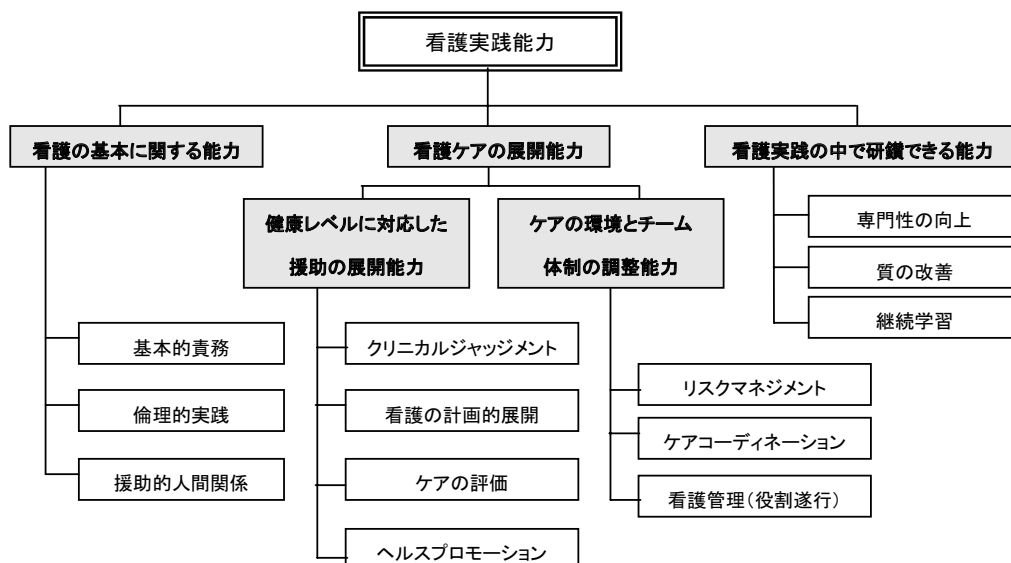 看護実践能力
看護の基本に関する能力
看護ケアの展開能力
看護実践の中で研鑽できる能力
健康レベルに対応した
援助の展開能力
ケアの環境とチーム
体制の調整能力
専門性の向上
質の改善
継続学習
基本的責務
倫理的実践
援助的人間関係
クリニカルジャッジメント
看護の計画的展開
ケアの評価
ヘルスプロモーション
リスクマネジメント
ケアコーディネーション
看護管理(役割遂行)